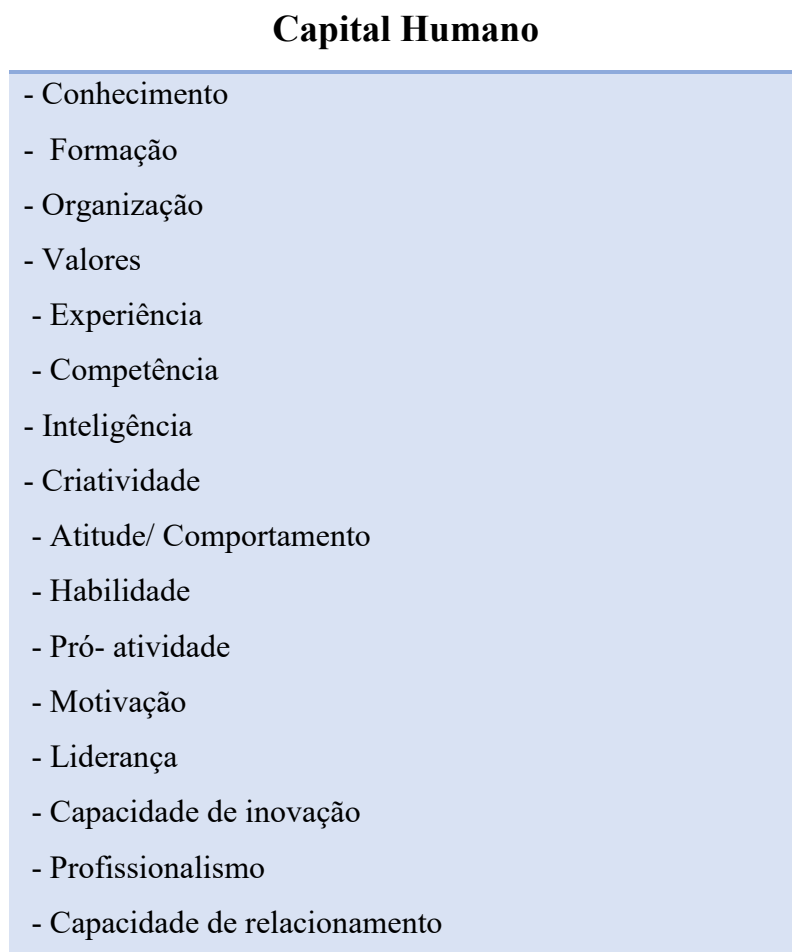 Capital Humano
- Conhecimento
- Formação
- Organização
- Valores
- Experiência
- Competência
- Inteligência
- Criatividade
- Atitude/ Comportamento
- Habilidade
- Pró- atividade
- Motivação
- Liderança
- Capacidade de inovação
- Profissionalismo
- Capacidade de relacionamento